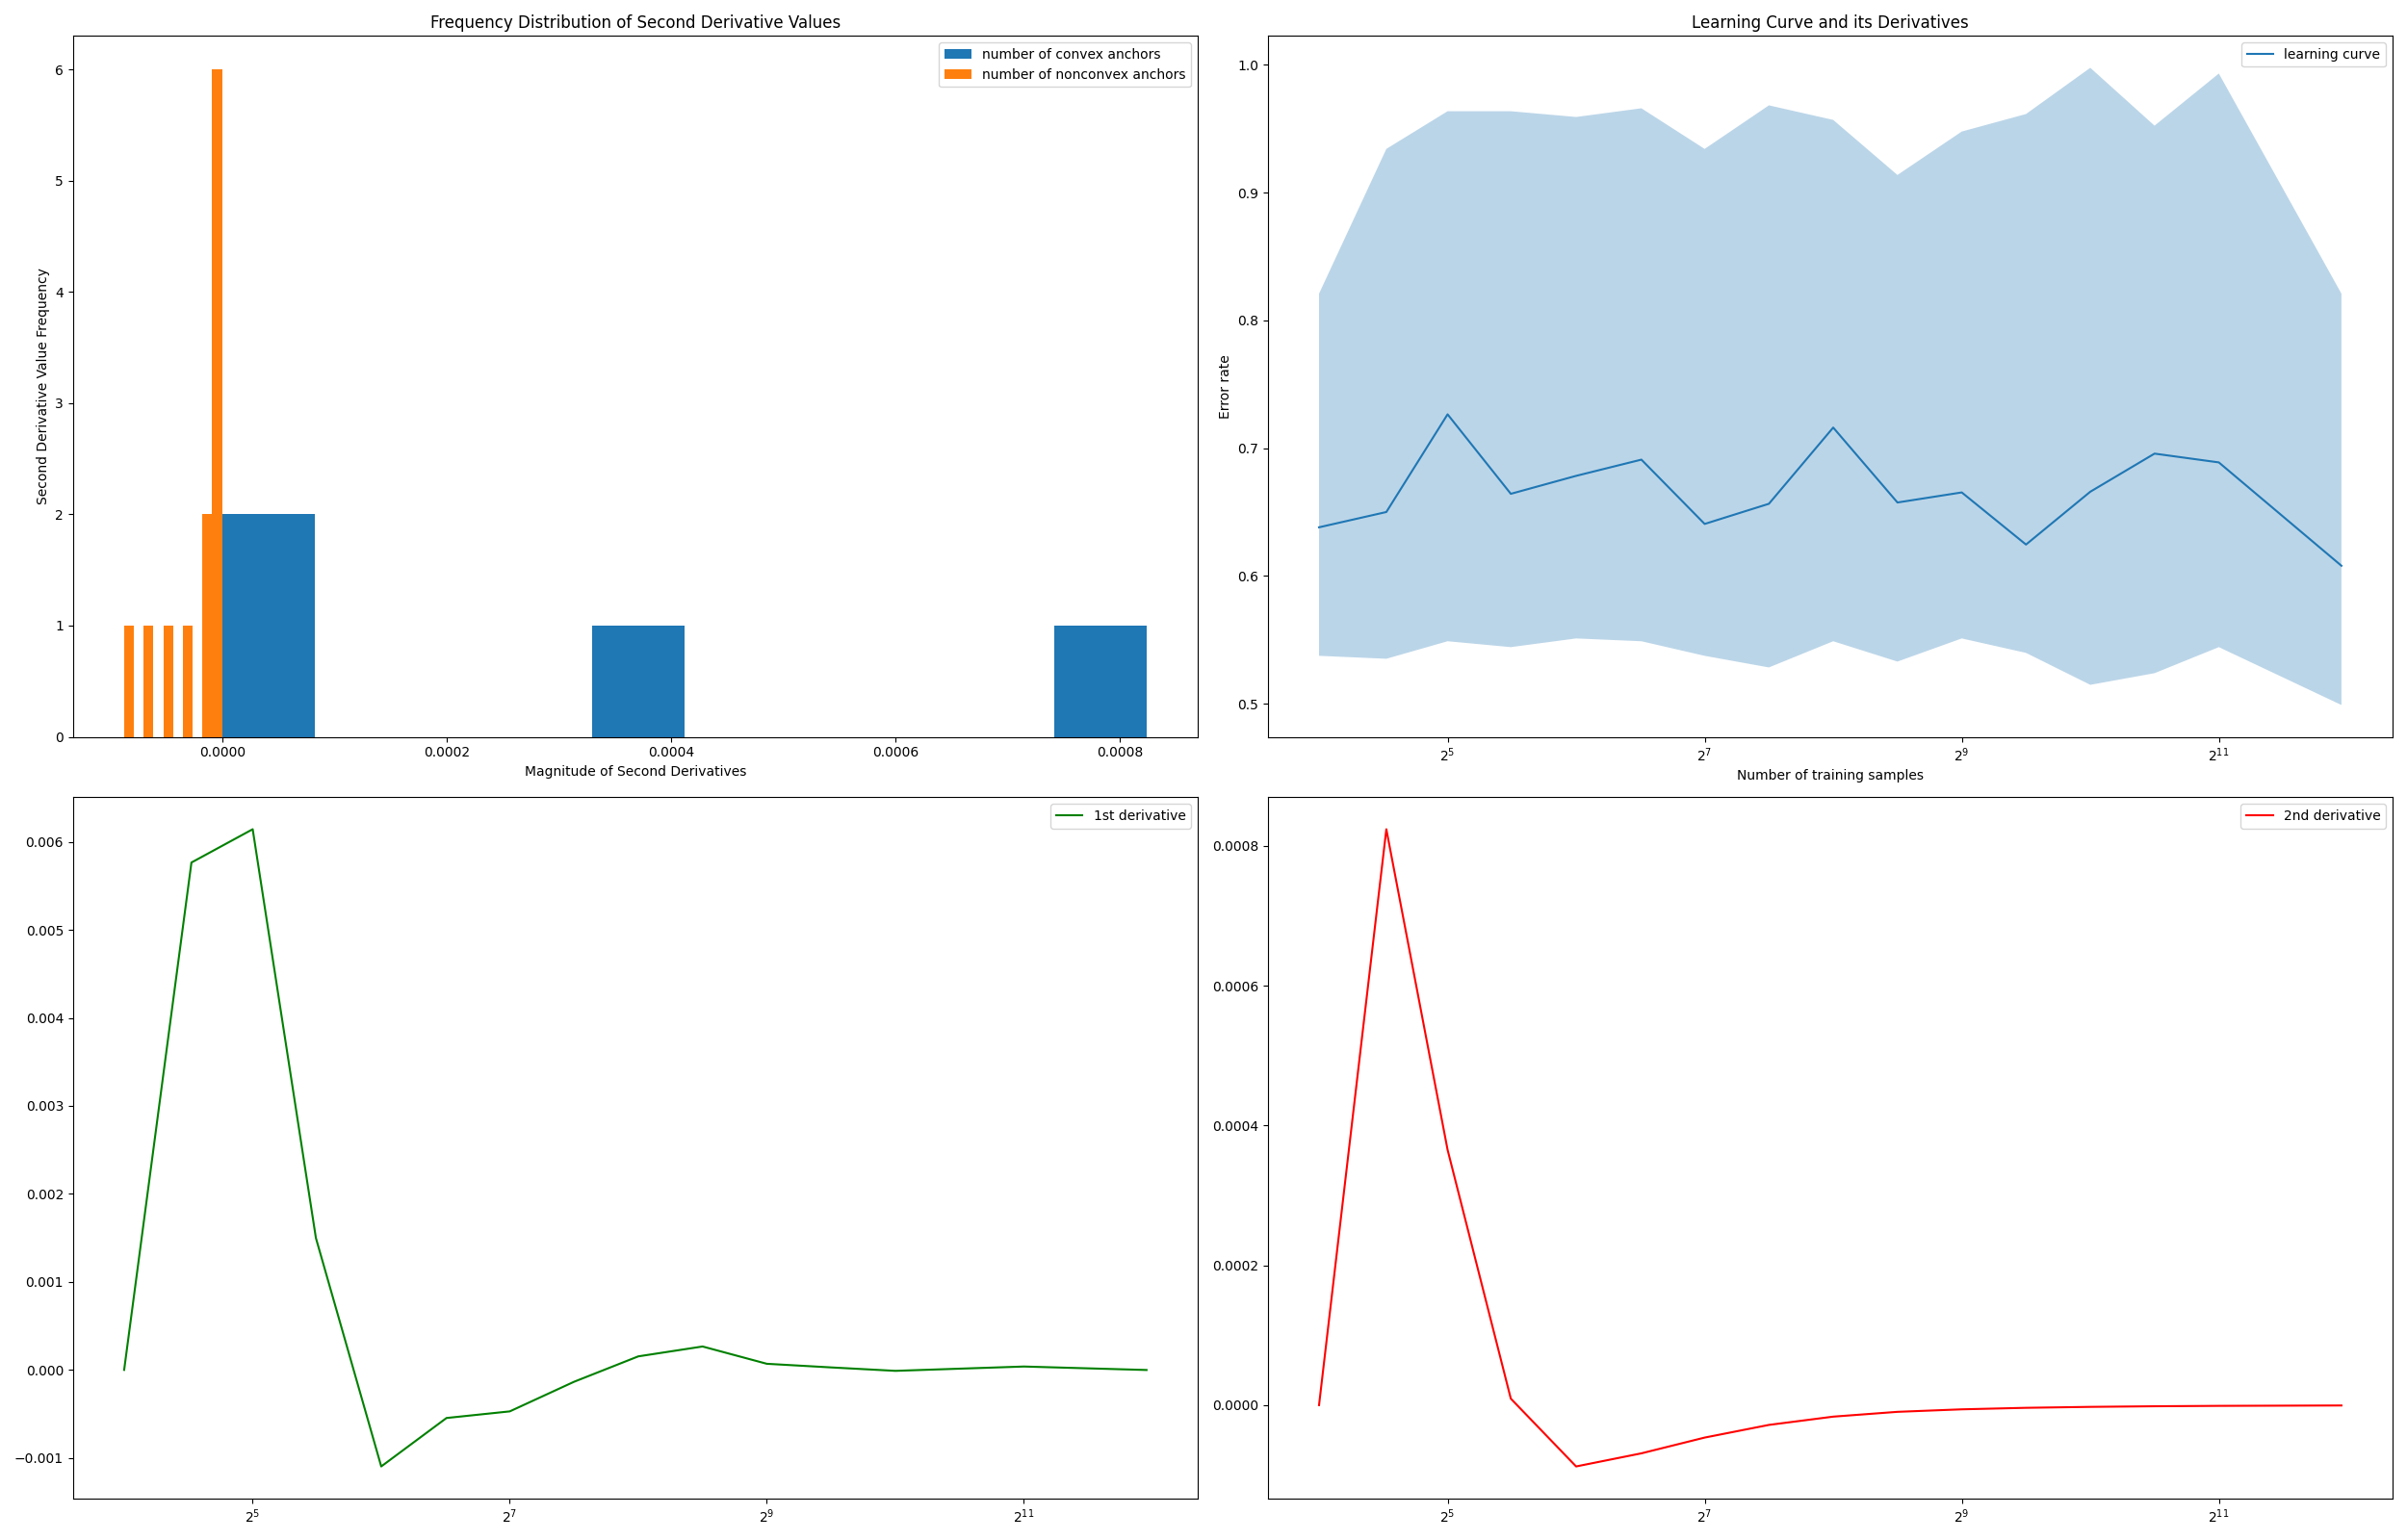 Frequency Distribution of Second Derivative Values
number of convex anchors
number of nonconvex anchors
Second Derivative Value Frequency
6
5
4
3
2
1
0
0.0000 0.0002 0.0004 0.0006 0.0008
Magnitude of Second Derivatives
Learning Curve and its Derivatives
learning curve
Error rate
1.0
0.9
0.8
0.7
0.6
0.5
2^5 2^7 2^9 2^11
Number of training samples
1st derivative
0.006
0.005
0.004
0.003
0.002
0.001
0.000
−0.001
2^5 2^7 2^9 2^11
2nd derivative
0.0008
0.0006
0.0004
0.0002
0.0000
2^5 2^7 2^9 2^11